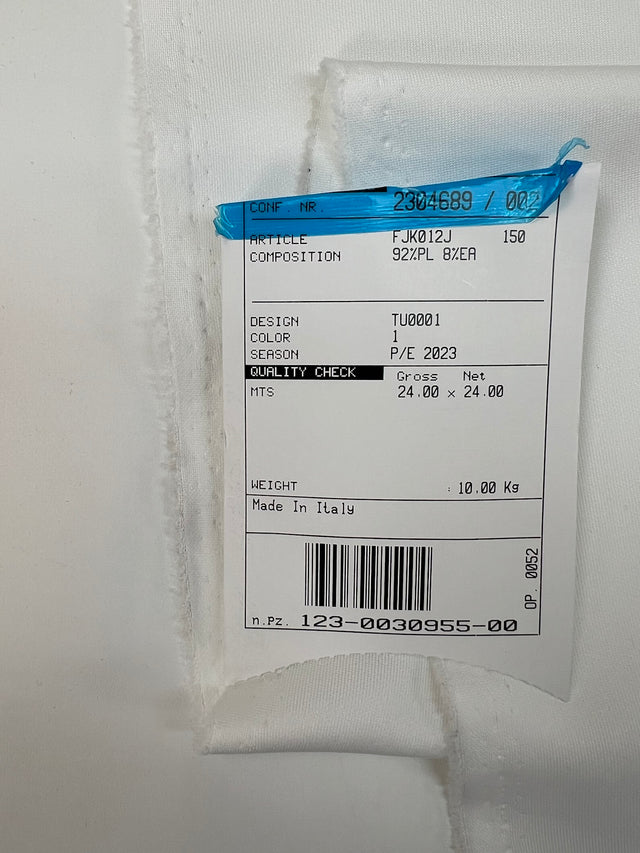 CONF. NR. 2304689 / 002
ARTICLE FJK012J 150
COMPOSITION 92%PL 8%EA
DESIGN TU0001
COLOR 1
SEASON P/E 2023
QUALITY CHECK Gross Net
MTS 24.00 x 24.00
WEIGHT : 10.00 Kg
Made In Italy
OP. 0052
n.Pz. 123-0030955-00